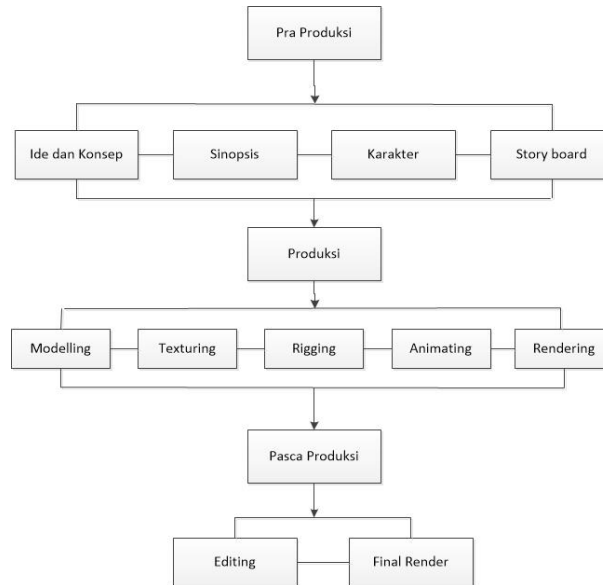 Pra Produksi
Ide dan Konsep
Sinopsis
Karakter
Story board
Produksi
Modelling
Texturing
Rigging
Animating
Rendering
Pasca Produksi
Editing
Final Render